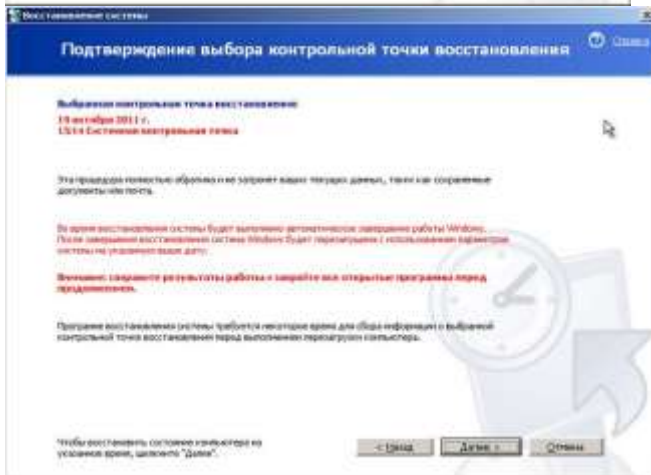 Восстановление системы
Подтверждение выбора контрольной точки восстановления
Справка
Выбранная контрольная точка восстановления:
19 октября 2011 г.
13:14 Системная контрольная точка
Эта процедура полностью обратима и не затронет ваших текущих данных, таких как сохраненные
документы или почта.
Во время восстановления системы будет выполнено автоматическое завершение работы Windows.
После завершения восстановления система Windows будет перезагружена с использованием параметров
системы на указанную выше дату.
Внимание: сохраните результаты работы и закройте все открытые программы перед
продолжением.
Программе восстановления системы требуется некоторое время для сбора информации о выбранной
контрольной точке восстановления перед выполнением перезагрузки компьютера.
Чтобы восстановить состояние компьютера на
указанное время, щелкните "Далее".
< Назад
Далее >
Отмена